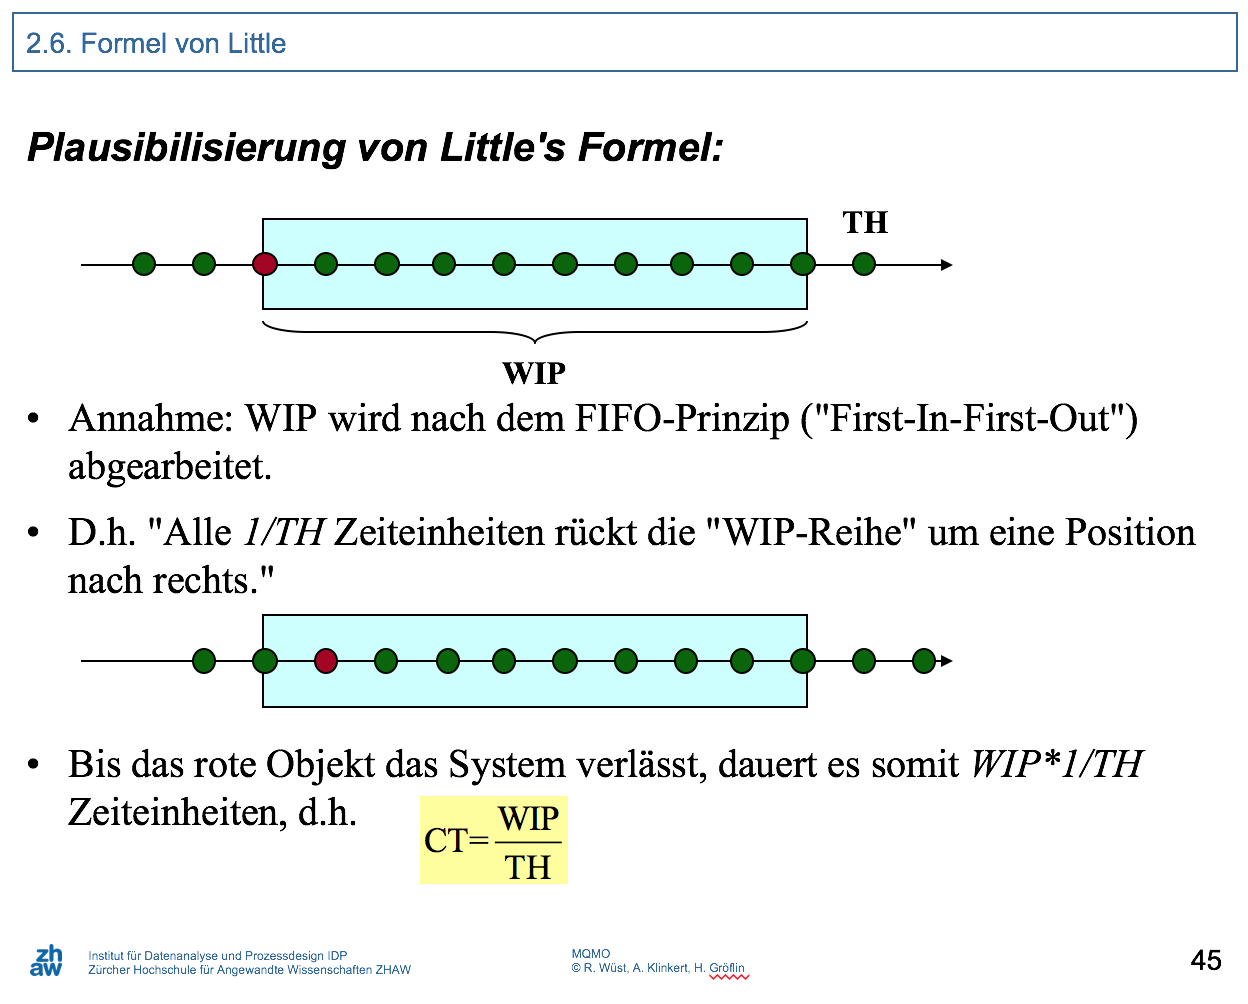 2.6. Formel von Little
Plausibilisierung von Little's Formel:
TH
WIP
• Annahme: WIP wird nach dem FIFO-Prinzip ("First-In-First-Out")
abgearbeitet.
• D.h. "Alle 1/TH Zeiteinheiten rückt die "WIP-Reihe" um eine Position
nach rechts."
• Bis das rote Objekt das System verlässt, dauert es somit WIP*1/TH
Zeiteinheiten, d.h.
CT=WIP/TH
zh
aw
Institut für Datenanalyse und Prozessdesign IDP
Zürcher Hochschule für Angewandte Wissenschaften ZHAW
MQMO
© R. Wüst, A. Klinkert, H. Gröflin
45